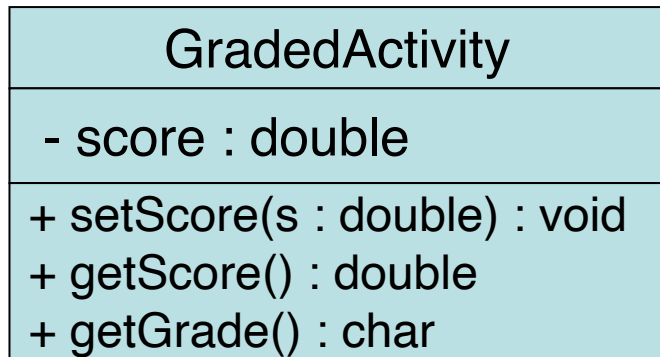 GradedActivity
- score : double
+ setScore(s : double) : void
+ getScore() : double
+ getGrade() : char